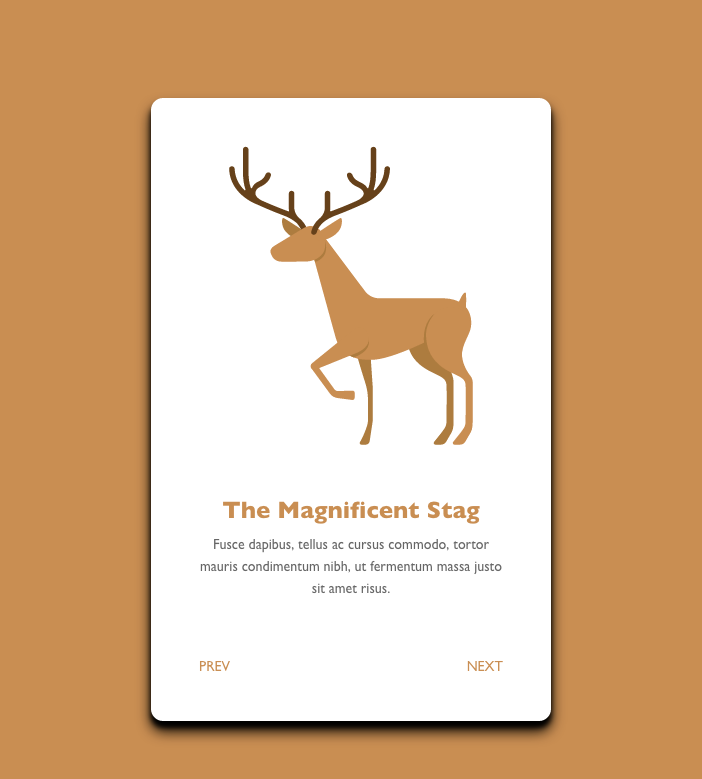 The Magnificent Stag
Fusce dapibus, tellus ac cursus commodo, tortor
mauris condimentum nibh, ut fermentum massa justo
sit amet risus.
PREV
NEXT